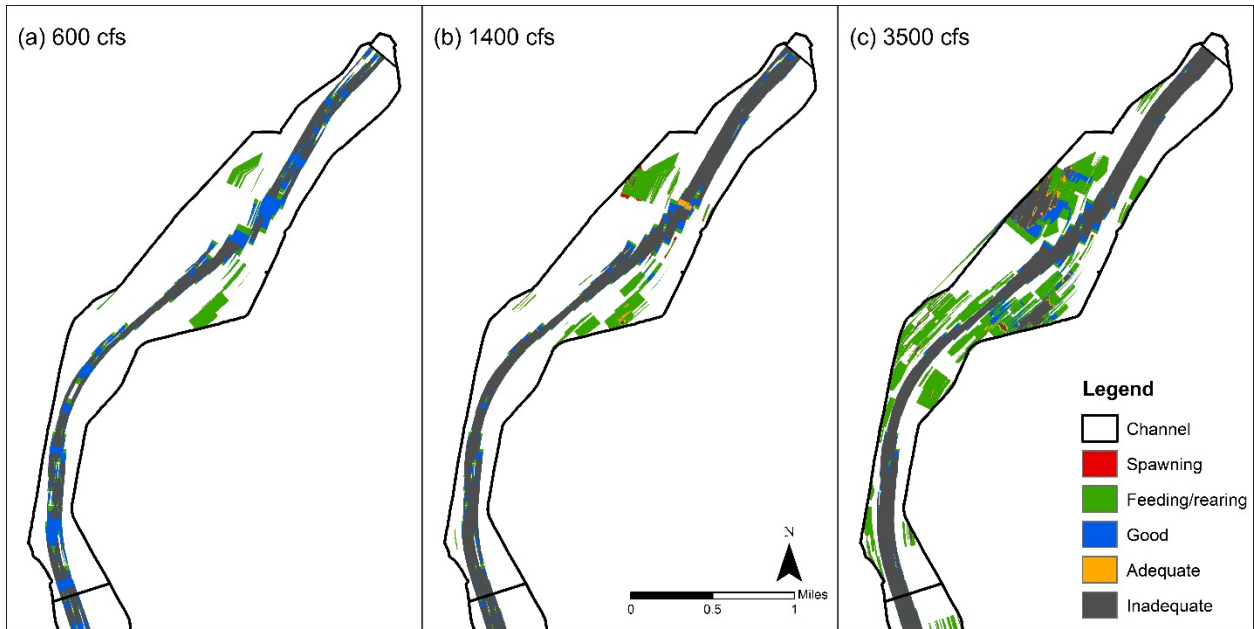 (a) 600 cfs
(b) 1400 cfs
(c) 3500 cfs
N
0 0.5 1 Miles
Legend
Channel
Spawning
Feeding/rearing
Good
Adequate
Inadequate